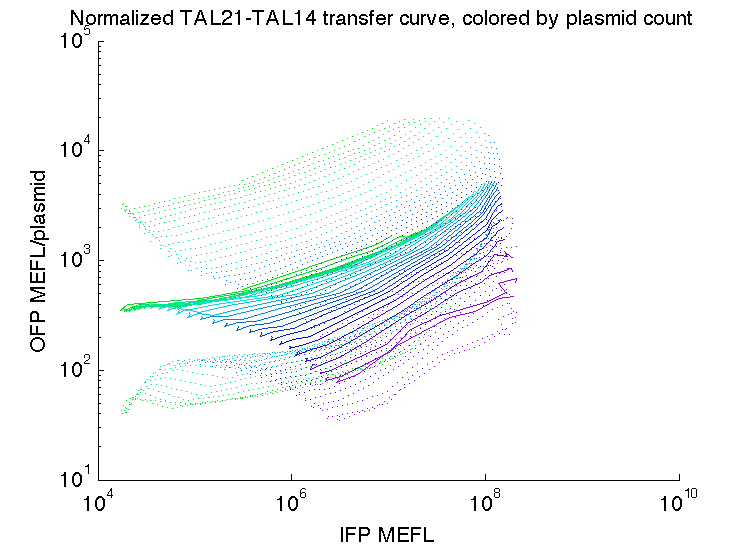 Normalized TAL21-TAL14 transfer curve, colored by plasmid count
10^5
10^4
10^3
10^2
10^1
OFP MEFL/plasmid
10^4 10^6 10^8 10^10
IFP MEFL